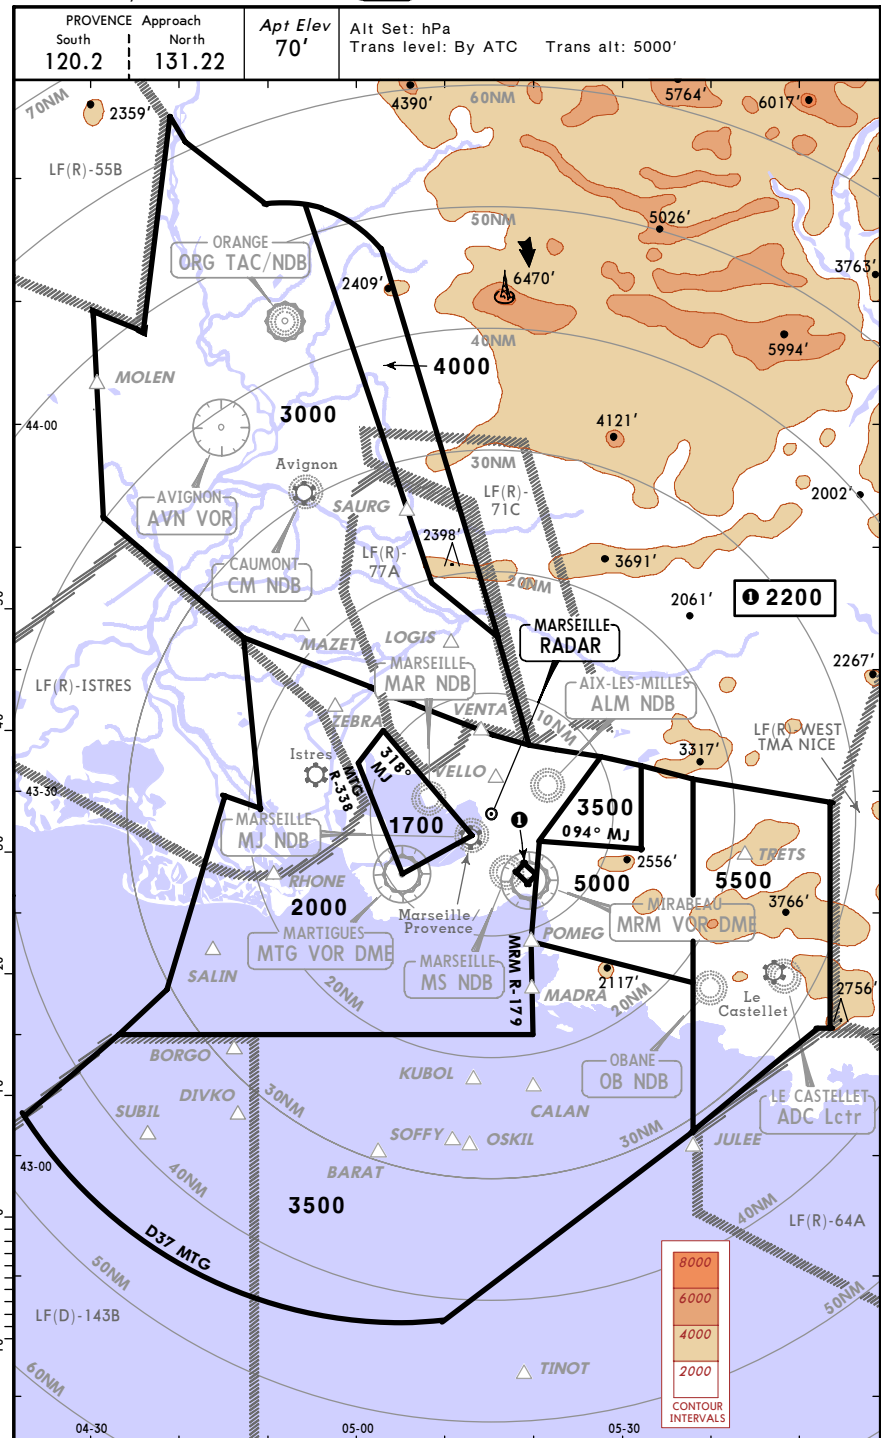 PROVENCE Approach
South North
120.2 131.22
Apt Elev
70'
Alt Set: hPa
Trans level: By ATC Trans alt: 5000'
70NM
2359'
4390'
60NM
5764'
6017'
LF(R)-55B
50NM
5026'
ORANGE
ORG TAC/NDB
2409'
6470'
3763'
40NM
5994'
4000
MOLEN
3000
4121'
44-00
Avignon
30NM
AVIGNON
AVN VOR
SAURG
LF(R)-
71C
2002'
CAUMONT
CM NDB
LF(R)-
77A
2398'
3691'
20NM
1 2200
2061'
MAZET
LOGIS
MARSEILLE
RADAR
MARSEILLE
MAR NDB
AIX-LES-MILLES
ALM NDB
2267'
LF(R)-ISTRES
ZEBRA
VENTA
10NM
LF(R)-WEST
TMA NICE
3317'
Istres
MTG
R-338
318°
MJ
VELLO
43-30
3500
094° MJ
MARSEILLE
MJ NDB
1700
1
2556'
TRETS
RHONE
5000
5500
2000
Marseille
Provence
MIRABEAU
MRM VOR DME
3766'
MARTIGUES
MTG VOR DME
POMEG
SALIN
MARSEILLE
MS NDB
MRM R-179
MADRA
2117'
Le
Castellet
2756'
20NM
20NM
BORGO
OBANE
OB NDB
KUBOL
DIVKO
30NM
CALAN
LE CASTELLET
ADC Lctr
SUBIL
SOFFY
OSKIL
30NM
JULEE
43-00
40NM
BARAT
3500
40NM
LF(R)-64A
D37 MTG
50NM
50NM
LF(D)-143B
8000
6000
4000
2000
CONTOUR
INTERVALS
60NM
TINOT
04-30
05-00
05-30